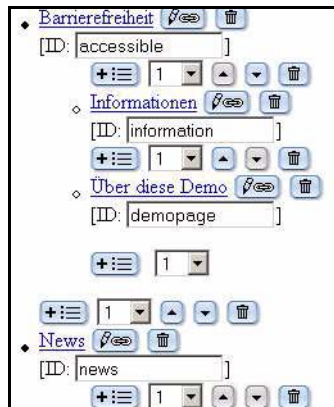 Barrierefreiheit
[ID: accessible ]
1
Informationen
[ID: information ]
1
Über diese Demo
[ID: demopage ]
1
1
News
[ID: news ]
1